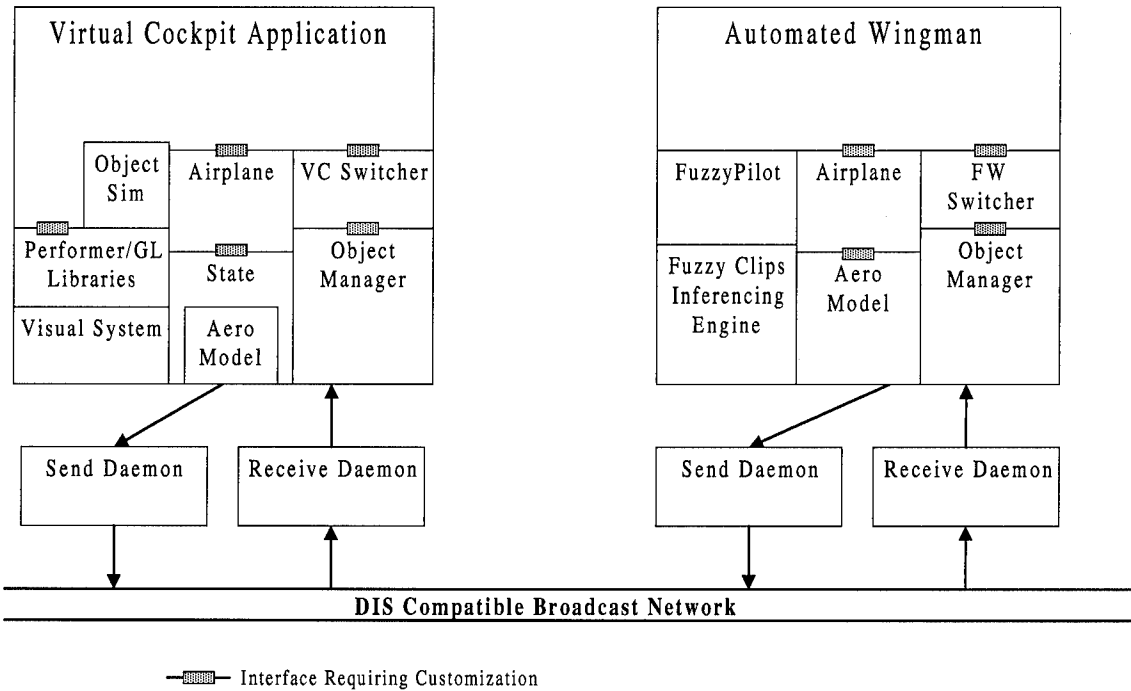 Virtual Cockpit Application
Object
Sim
Airplane
VC Switcher
Performer/GL
Libraries
State
Object
Manager
Visual System
Aero
Model
Send Daemon
Receive Daemon
Automated Wingman
FuzzyPilot
Airplane
FW
Switcher
Fuzzy Clips
Inferencing
Engine
Aero
Model
Object
Manager
Send Daemon
Receive Daemon
DIS Compatible Broadcast Network
Interface Requiring Customization